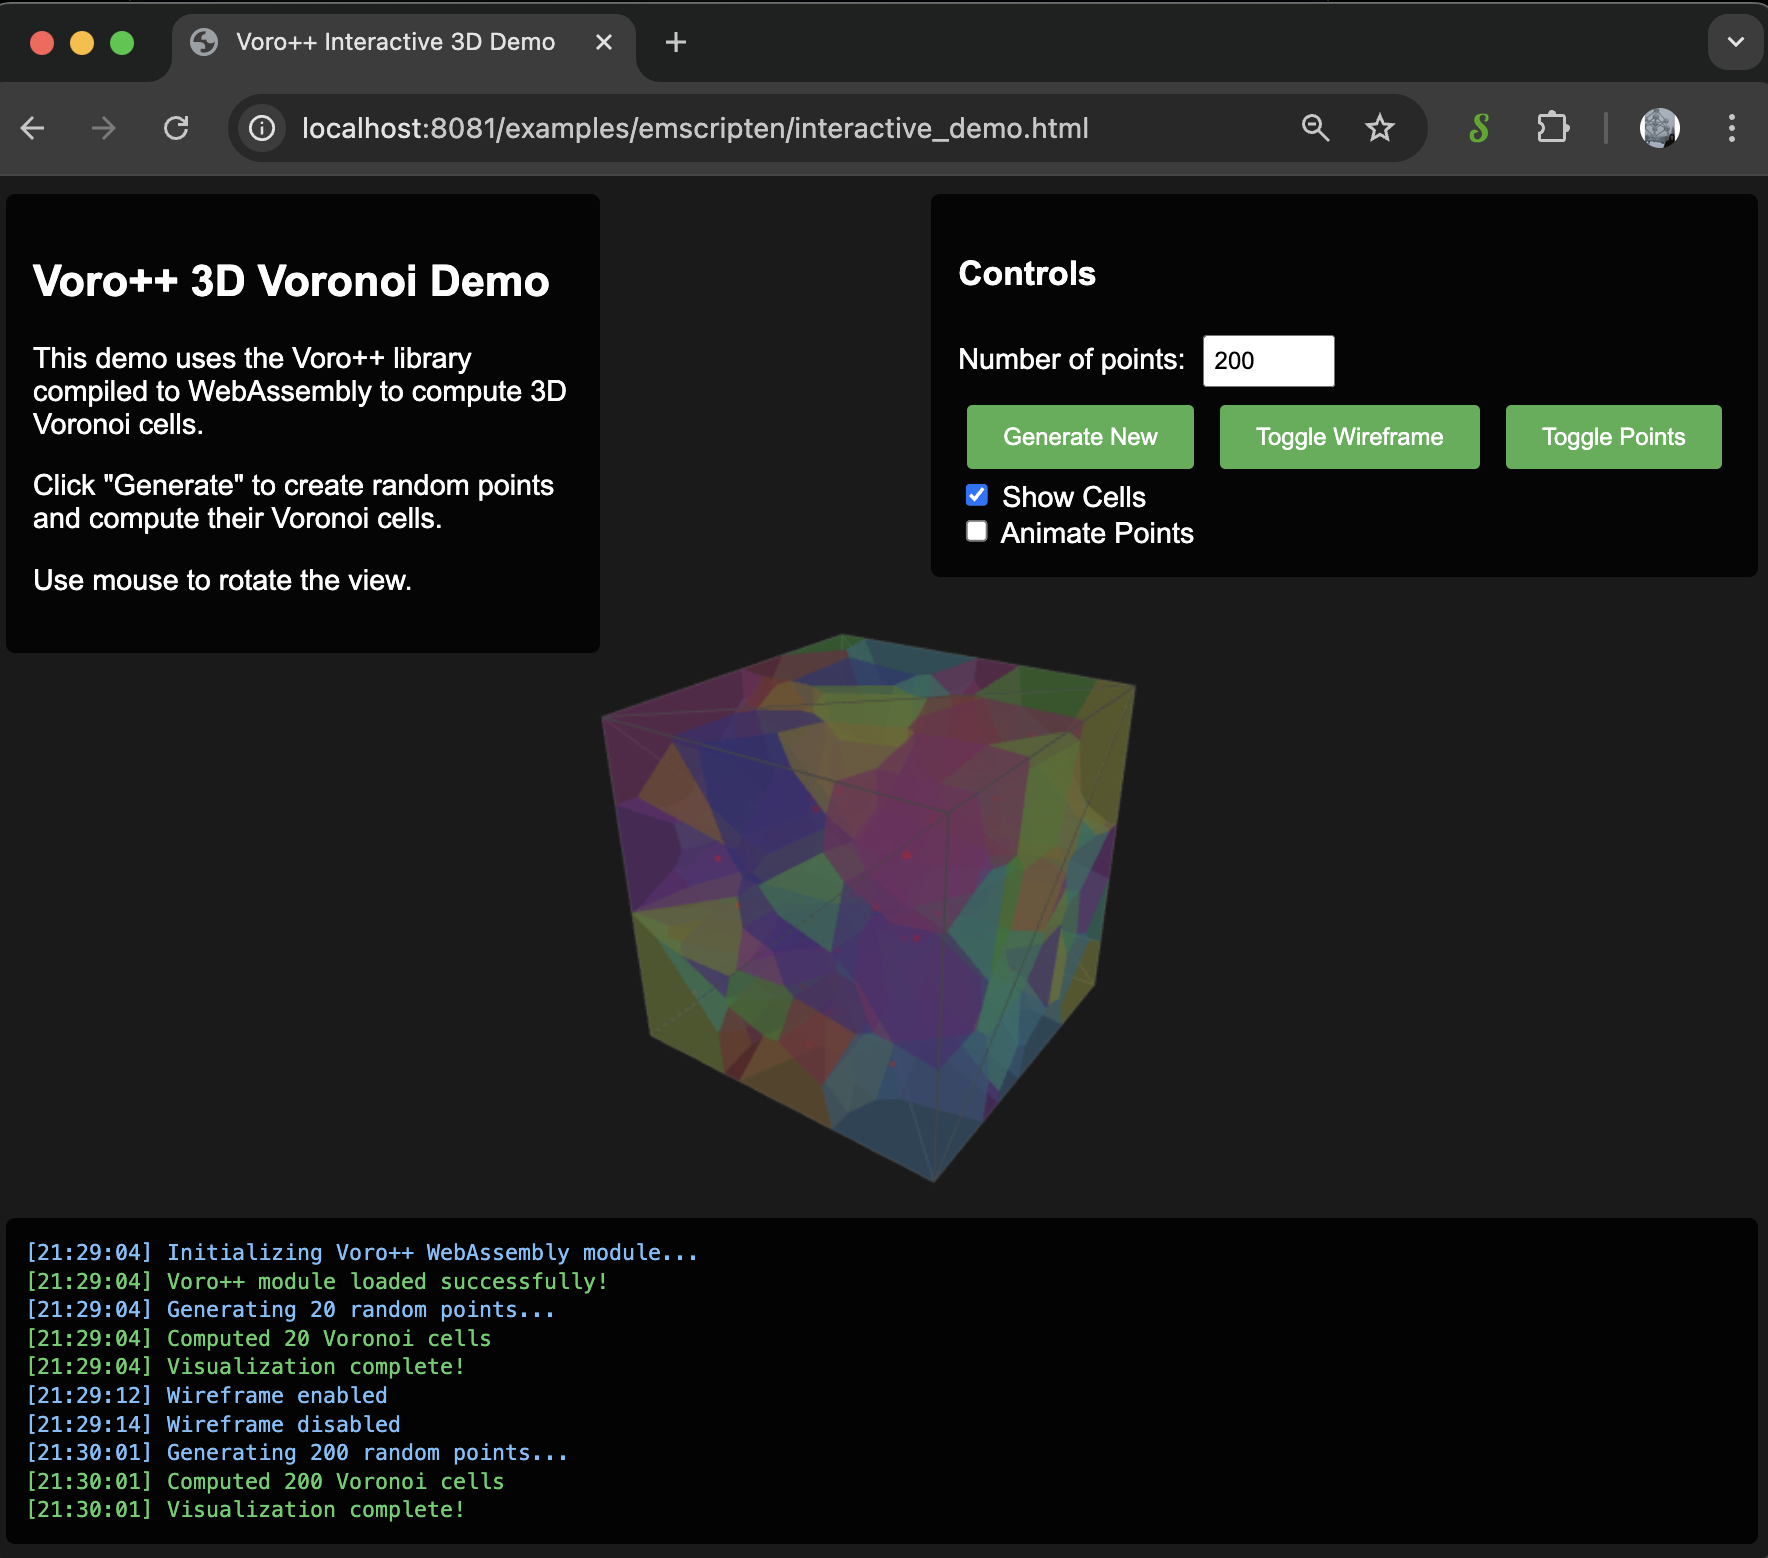 Voro++ Interactive 3D Demo
localhost:8081/examples/emscripten/interactive_demo.html
Voro++ 3D Voronoi Demo
This demo uses the Voro++ library
compiled to WebAssembly to compute 3D
Voronoi cells.
Click "Generate" to create random points
and compute their Voronoi cells.
Use mouse to rotate the view.
Controls
Number of points: 200
Generate New Toggle Wireframe Toggle Points
Show Cells
Animate Points
[21:29:04] Initializing Voro++ WebAssembly module...
[21:29:04] Voro++ module loaded successfully!
[21:29:04] Generating 20 random points...
[21:29:04] Computed 20 Voronoi cells
[21:29:04] Visualization complete!
[21:29:12] Wireframe enabled
[21:29:14] Wireframe disabled
[21:30:01] Generating 200 random points...
[21:30:01] Computed 200 Voronoi cells
[21:30:01] Visualization complete!